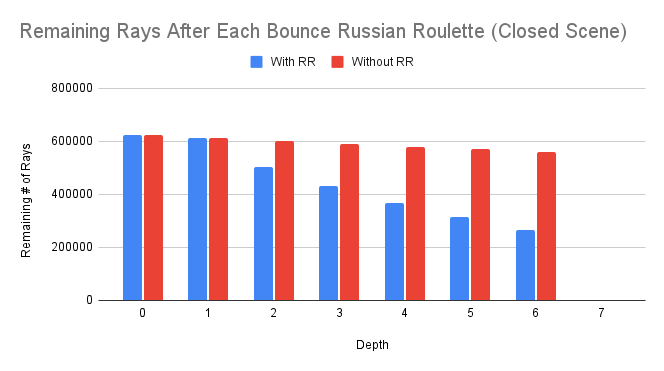 Remaining Rays After Each Bounce Russian Roulette (Closed Scene)
With RR Without RR
800000
600000
400000
200000
0
Remaining # of Rays
0 1 2 3 4 5 6 7
Depth